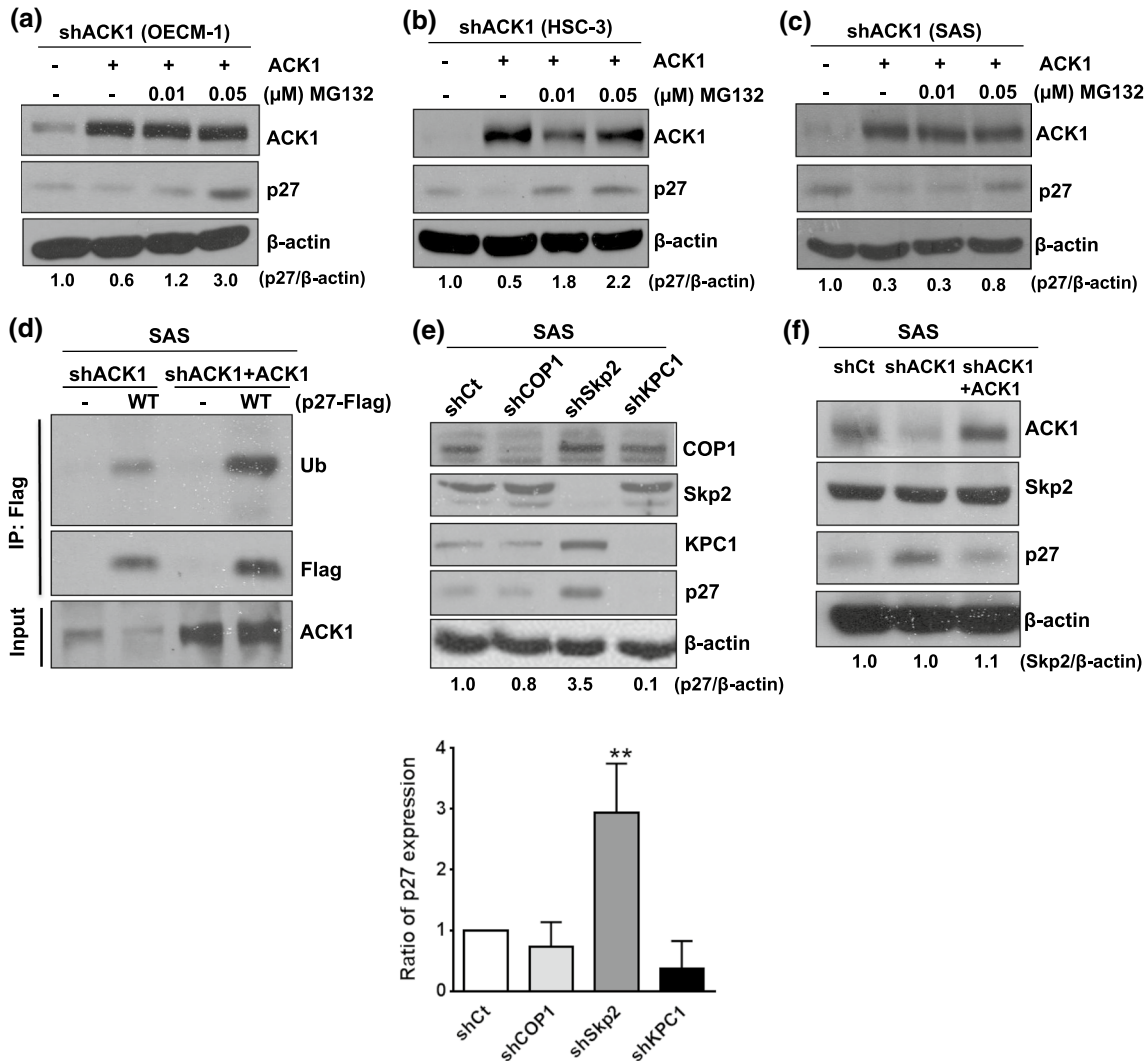 (a)
shACK1 (OECM-1)
- + + + ACK1
- - 0.01 0.05 (µM) MG132
ACK1
p27
β-actin
1.0 0.6 1.2 3.0 (p27/β-actin)
(b)
shACK1 (HSC-3)
- + + + ACK1
- - 0.01 0.05 (µM) MG132
ACK1
p27
β-actin
1.0 0.5 1.8 2.2 (p27/β-actin)
(c)
shACK1 (SAS)
- + + + ACK1
- - 0.01 0.05 (µM) MG132
ACK1
p27
β-actin
1.0 0.3 0.3 0.8 (p27/β-actin)
(d)
SAS
shACK1 shACK1+ACK1
- WT - WT (p27-Flag)
IP: Flag
Ub
Flag
Input
ACK1
(e)
SAS
shCt shCOP1 shSkp2 shKPC1
COP1
Skp2
KPC1
p27
β-actin
1.0 0.8 3.5 0.1 (p27/β-actin)
(f)
SAS
shCt shACK1 shACK1
+ACK1
ACK1
Skp2
p27
β-actin
1.0 1.0 1.1 (Skp2/β-actin)
Ratio of p27 expression
4
3
2
1
0
**
shCt shCOP1 shSkp2 shKPC1